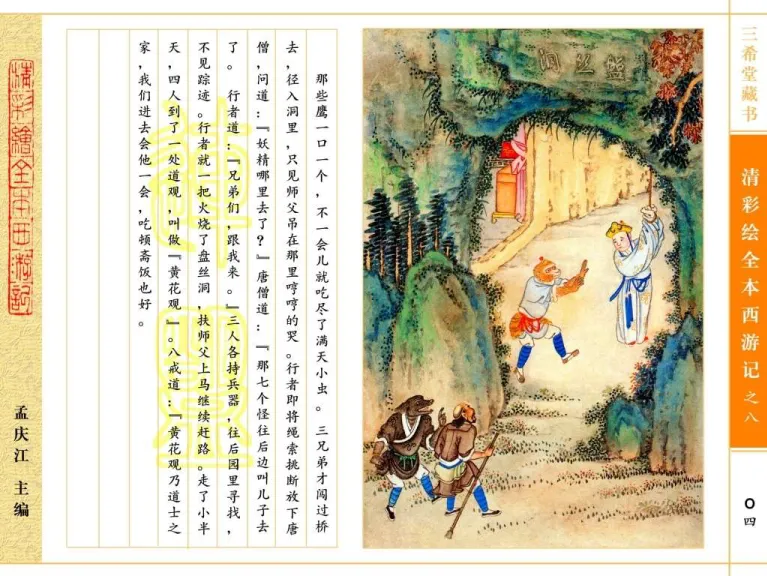 三希堂藏书
清彩绘全本西游记之八
〇四
盤丝洞
那些鹰一口一个，不一会儿就吃尽了满天小虫。三兄弟才闯过桥
去，径入洞里，只见师父吊在那里哼哼的哭。行者即将绳索挑断放下唐
僧，问道：『妖精哪里去了？』唐僧道：『那七个怪往后边叫儿子去
了。 行者道：『兄弟们，跟我来。』三人各持兵器，往后园里寻找，
不见踪迹。行者就一把火烧了盘丝洞，扶师父上马继续赶路。走了小半
天，四人到了一处道观，叫做『黄花观』。八戒道：『黄花观乃道士之
家，我们进去会他一会，吃顿斋饭也好。
清彩繪全本西游記
孟庆江 主编